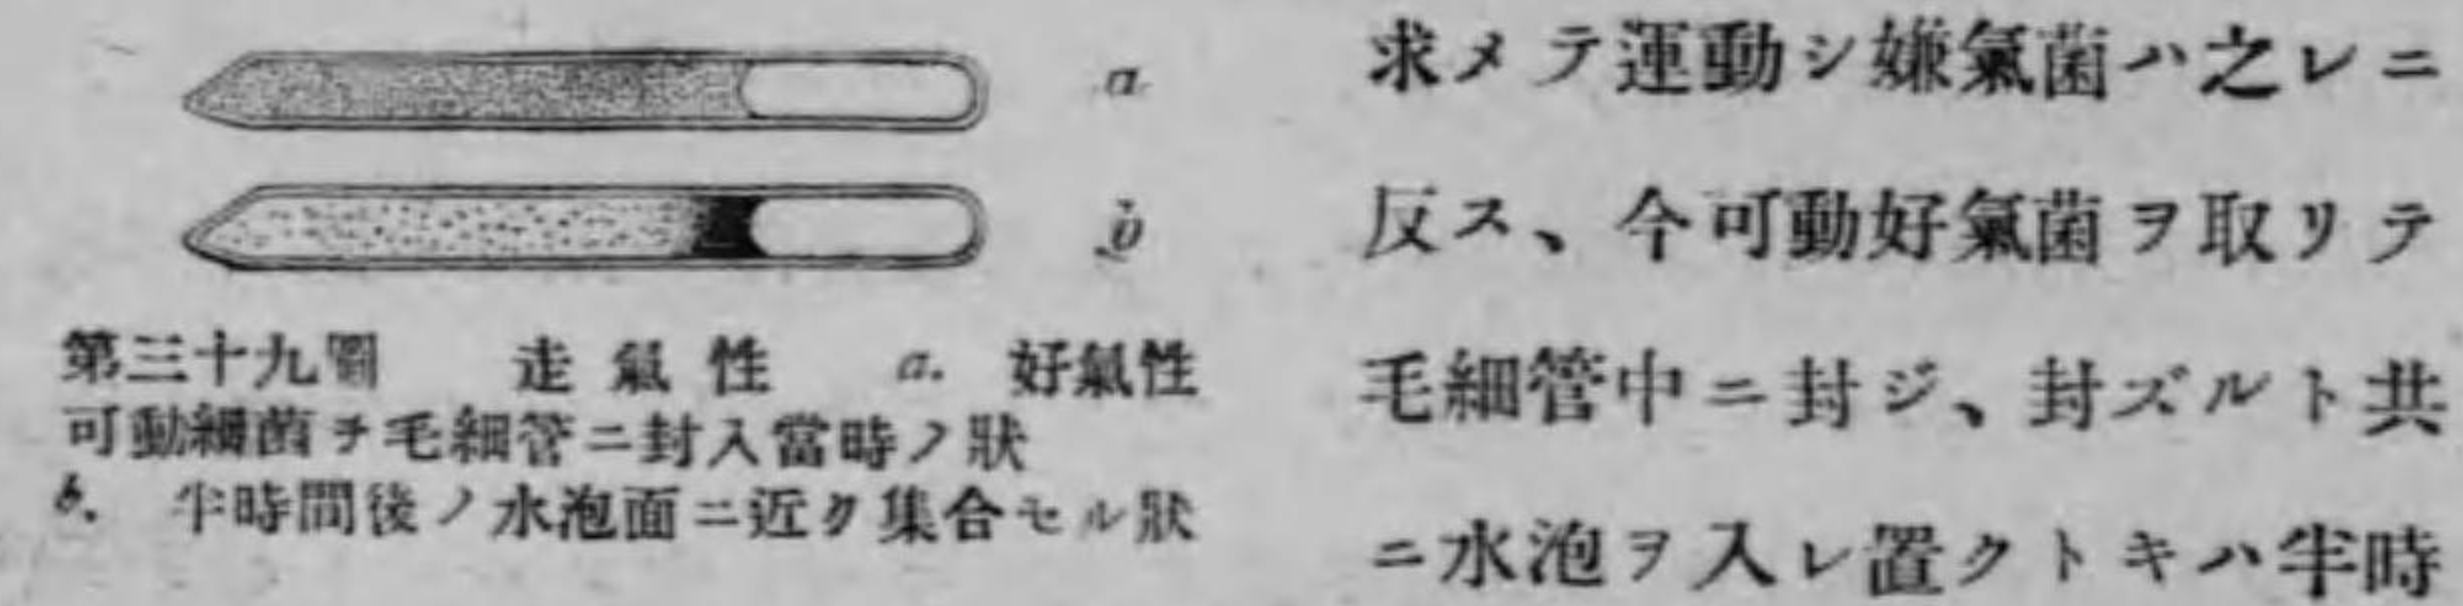 a
b
第三十九圖 走氣性 a. 好氣性
可動細菌ヲ毛細管ニ封入當時ノ狀
b. 半時間後ノ水泡面ニ近ク集合セル狀
求メテ運動シ嫌氣菌ハ之レニ
反ス、今可動好氣菌ヲ取リテ
毛細管中ニ封ジ、封ズルト共
ニ水泡ヲ入レ置クトキハ半時